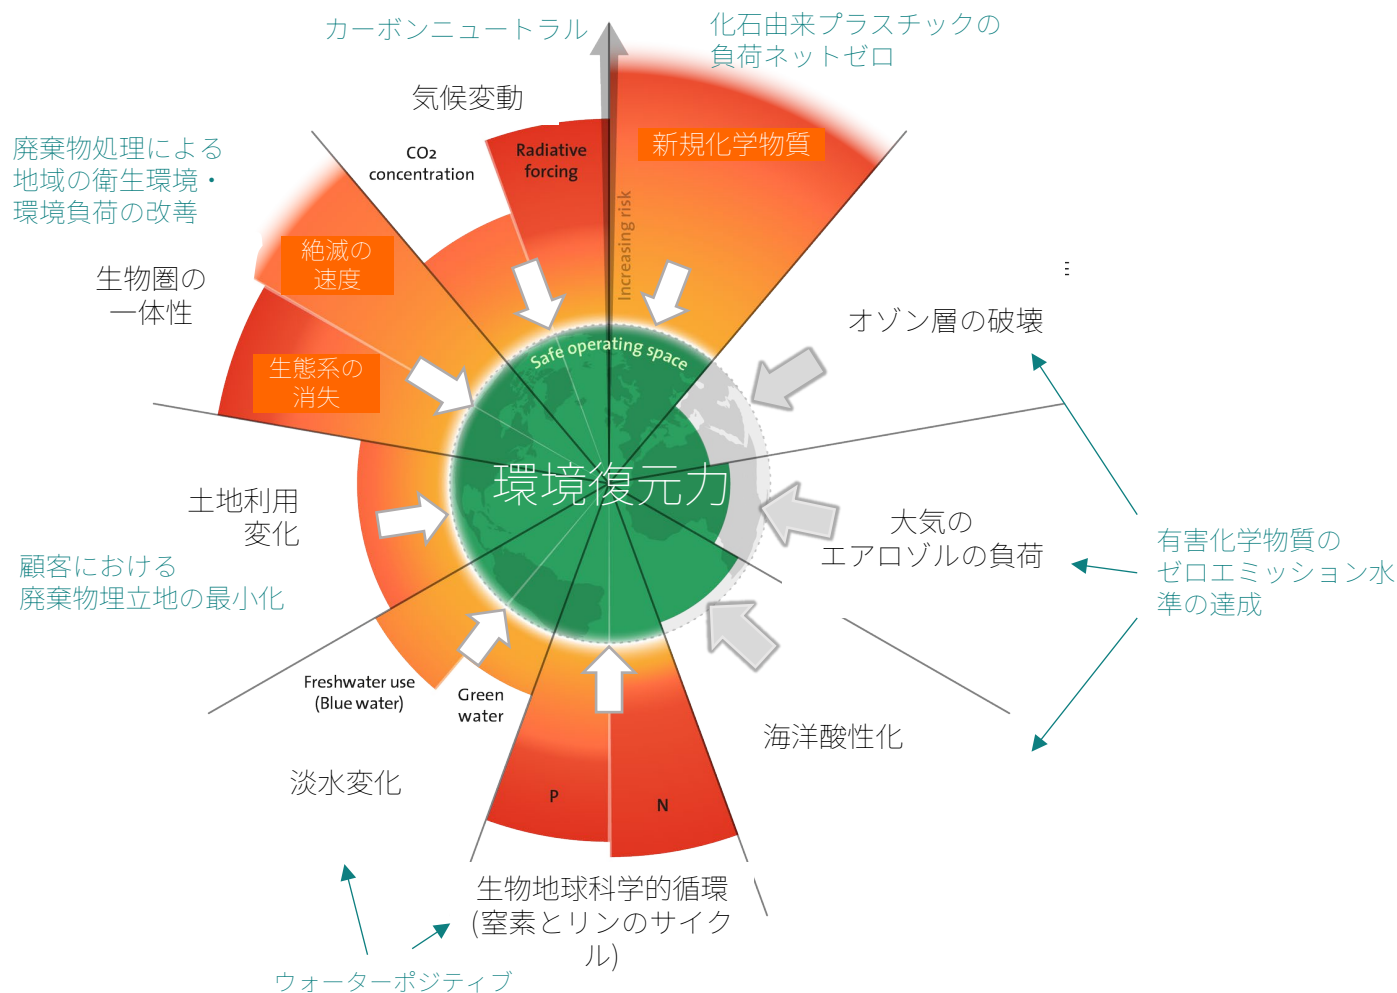 カーボンニュートラル
化石由来プラスチックの
負荷ネットゼロ
気候変動
CO2
concentration
Radiative
forcing
新規化学物質
Increasing risk
廃棄物処理による
地域の衛生環境・
環境負荷の改善
絶滅の
速度
生物圏の
一体性
生態系の
消失
オゾン層の破壊
Safe operating space
環境復元力
土地利用
変化
大気の
エアロゾルの負荷
有害化学物質の
ゼロエミッション水
準の達成
顧客における
廃棄物埋立地の最小化
Freshwater use
(Blue water)
Green
water
海洋酸性化
淡水変化
P
N
生物地球科学的循環
(窒素とリンのサイク
ル)
ウォーターポジティブ